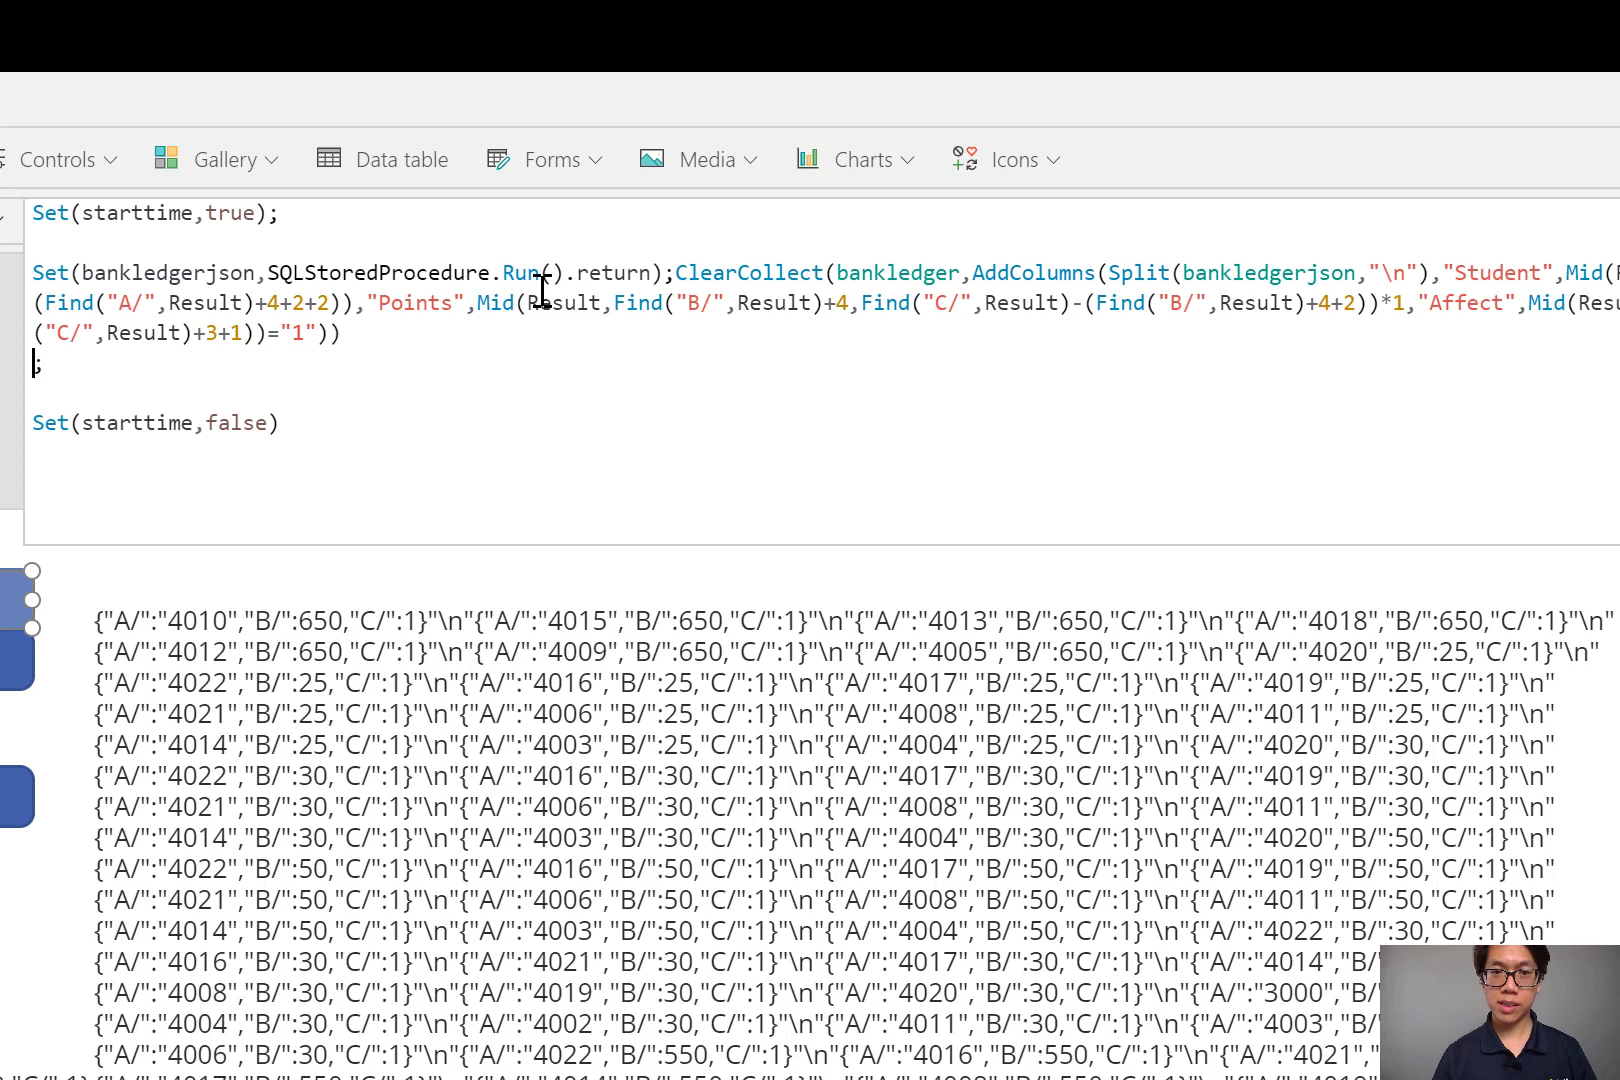 Controls Gallery Data table Forms Media Charts Icons
Set(starttime,true);
Set(bankledgerjson,SQLStoredProcedure.Run().return);ClearCollect(bankledger,AddColumns(Split(bankledgerjson,"\n"),"Student",Mid(
(Find("A/",Result)+4+2+2)),"Points",Mid(Result,Find("B/",Result)+4,Find("C/",Result)-(Find("B/",Result)+4+2))*1,"Affect",Mid(Resu
("C/",Result)+3+1))="1"))
;
Set(starttime,false)
{"A/":"4010","B/":650,"C/":1}"\n"{"A/":"4015","B/":650,"C/":1}"\n"{"A/":"4013","B/":650,"C/":1}"\n"{"A/":"4018","B/":650,"C/":1}"\n"
{"A/":"4012","B/":650,"C/":1}"\n"{"A/":"4009","B/":650,"C/":1}"\n"{"A/":"4005","B/":650,"C/":1}"\n"{"A/":"4020","B/":25,"C/":1}"\n"
{"A/":"4022","B/":25,"C/":1}"\n"{"A/":"4016","B/":25,"C/":1}"\n"{"A/":"4017","B/":25,"C/":1}"\n"{"A/":"4019","B/":25,"C/":1}"\n"
{"A/":"4021","B/":25,"C/":1}"\n"{"A/":"4006","B/":25,"C/":1}"\n"{"A/":"4008","B/":25,"C/":1}"\n"{"A/":"4011","B/":25,"C/":1}"\n"
{"A/":"4014","B/":25,"C/":1}"\n"{"A/":"4003","B/":25,"C/":1}"\n"{"A/":"4004","B/":25,"C/":1}"\n"{"A/":"4020","B/":30,"C/":1}"\n"
{"A/":"4022","B/":30,"C/":1}"\n"{"A/":"4016","B/":30,"C/":1}"\n"{"A/":"4017","B/":30,"C/":1}"\n"{"A/":"4019","B/":30,"C/":1}"\n"
{"A/":"4021","B/":30,"C/":1}"\n"{"A/":"4006","B/":30,"C/":1}"\n"{"A/":"4008","B/":30,"C/":1}"\n"{"A/":"4011","B/":30,"C/":1}"\n"
{"A/":"4014","B/":30,"C/":1}"\n"{"A/":"4003","B/":30,"C/":1}"\n"{"A/":"4004","B/":30,"C/":1}"\n"{"A/":"4020","B/":50,"C/":1}"\n"
{"A/":"4022","B/":50,"C/":1}"\n"{"A/":"4016","B/":50,"C/":1}"\n"{"A/":"4017","B/":50,"C/":1}"\n"{"A/":"4019","B/":50,"C/":1}"\n"
{"A/":"4021","B/":50,"C/":1}"\n"{"A/":"4006","B/":50,"C/":1}"\n"{"A/":"4008","B/":50,"C/":1}"\n"{"A/":"4011","B/":50,"C/":1}"\n"
{"A/":"4014","B/":50,"C/":1}"\n"{"A/":"4003","B/":50,"C/":1}"\n"{"A/":"4004","B/":50,"C/":1}"\n"{"A/":"4022","B/":30,"C/":1}"\n"
{"A/":"4016","B/":30,"C/":1}"\n"{"A/":"4021","B/":30,"C/":1}"\n"{"A/":"4017","B/":30,"C/":1}"\n"{"A/":"4014","B/
{"A/":"4008","B/":30,"C/":1}"\n"{"A/":"4019","B/":30,"C/":1}"\n"{"A/":"4020","B/":30,"C/":1}"\n"{"A/":"3000","B/
{"A/":"4004","B/":30,"C/":1}"\n"{"A/":"4002","B/":30,"C/":1}"\n"{"A/":"4011","B/":30,"C/":1}"\n"{"A/":"4003","B/
{"A/":"4006","B/":30,"C/":1}"\n"{"A/":"4022","B/":550,"C/":1}"\n"{"A/":"4016","B/":550,"C/":1}"\n"{"A/":"4021","